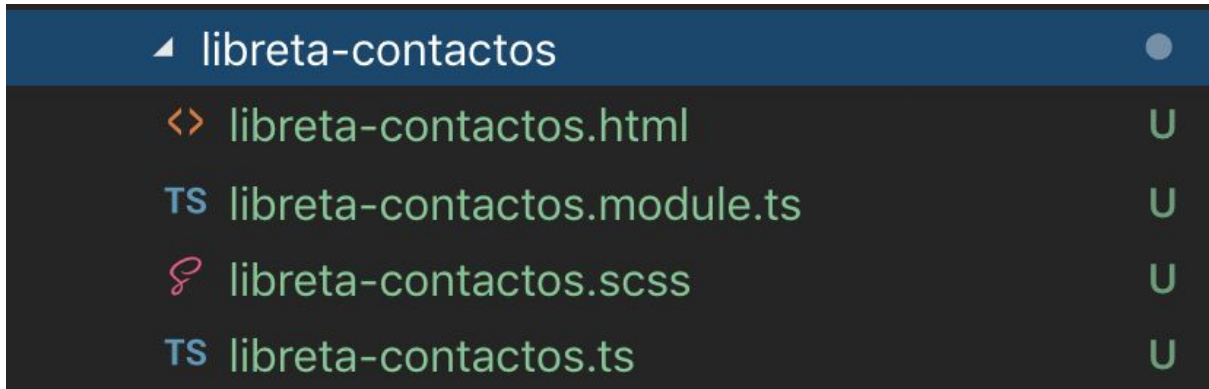 libreta-contactos
<> libreta-contactos.html U
TS libreta-contactos.module.ts U
libreta-contactos.scss U
TS libreta-contactos.ts U